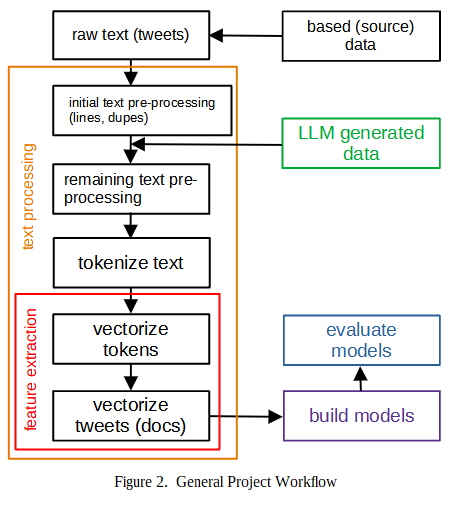 raw text (tweets)
based (source)
data
initial text pre-processing
(lines, dupes)
LLM generated
data
remaining text pre-
processing
text processing
tokenize text
feature extraction
vectorize
tokens
evaluate
models
vectorize
tweets (docs)
build models
Figure 2.  General Project Workflow